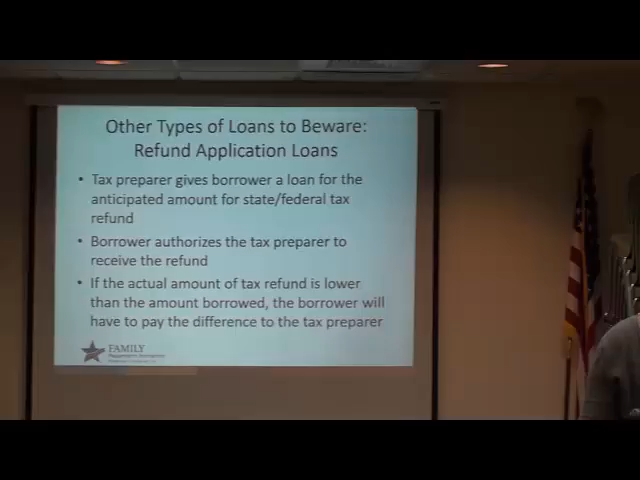 Other Types of Loans to Beware:
Refund Application Loans
• Tax preparer gives borrower a loan for the
anticipated amount for state/federal tax
refund
• Borrower authorizes the tax preparer to
receive the refund
• If the actual amount of tax refund is lower
than the amount borrowed, the borrower will
have to pay the difference to the tax preparer
FAMILY